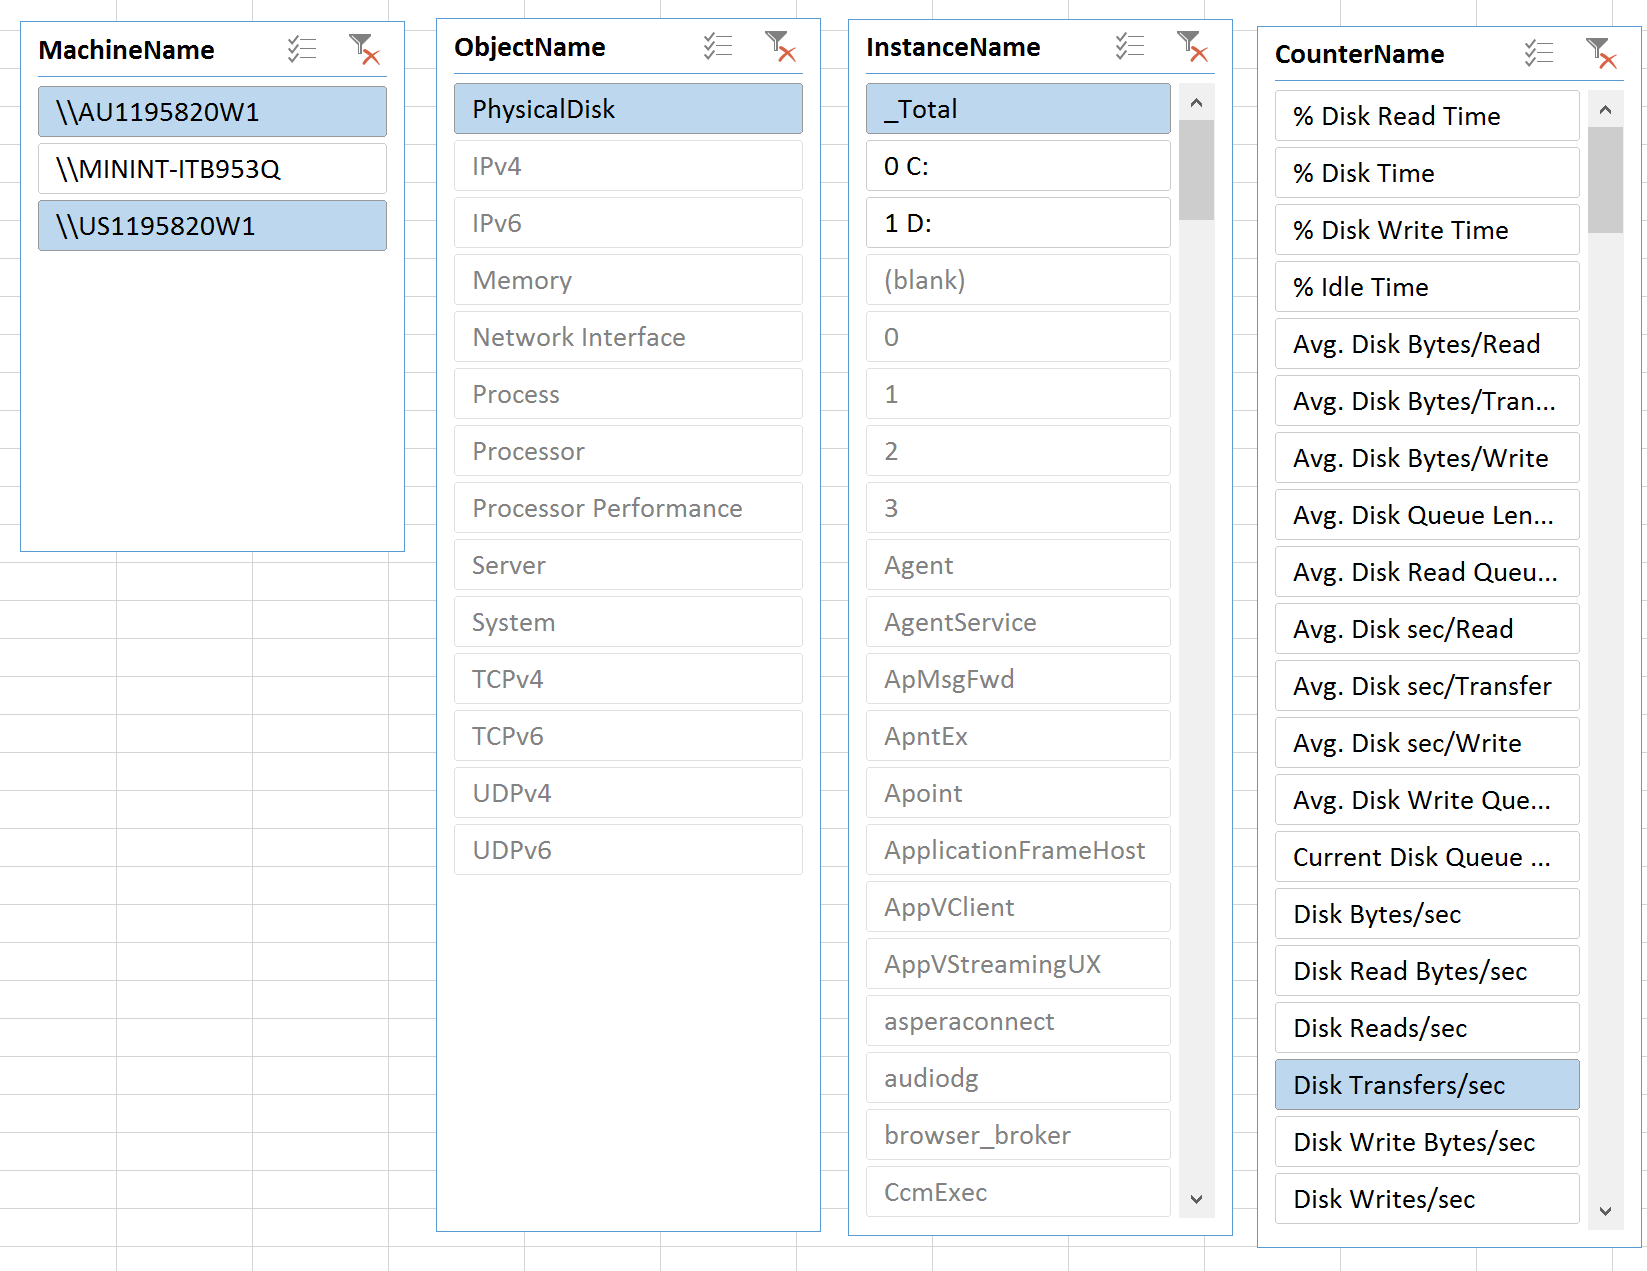 MachineName
\\AU1195820W1
\\MININT-ITB953Q
\\US1195820W1
ObjectName
PhysicalDisk
IPv4
IPv6
Memory
Network Interface
Process
Processor
Processor Performance
Server
System
TCPv4
TCPv6
UDPv4
UDPv6
InstanceName
_Total
0 C:
1 D:
(blank)
0
1
2
3
Agent
AgentService
ApMsgFwd
ApntEx
Apoint
ApplicationFrameHost
AppVClient
AppVStreamingUX
asperaconnect
audiodg
browser_broker
CcmExec
CounterName
% Disk Read Time
% Disk Time
% Disk Write Time
% Idle Time
Avg. Disk Bytes/Read
Avg. Disk Bytes/Tran...
Avg. Disk Bytes/Write
Avg. Disk Queue Len...
Avg. Disk Read Queu...
Avg. Disk sec/Read
Avg. Disk sec/Transfer
Avg. Disk sec/Write
Avg. Disk Write Que...
Current Disk Queue ...
Disk Bytes/sec
Disk Read Bytes/sec
Disk Reads/sec
Disk Transfers/sec
Disk Write Bytes/sec
Disk Writes/sec